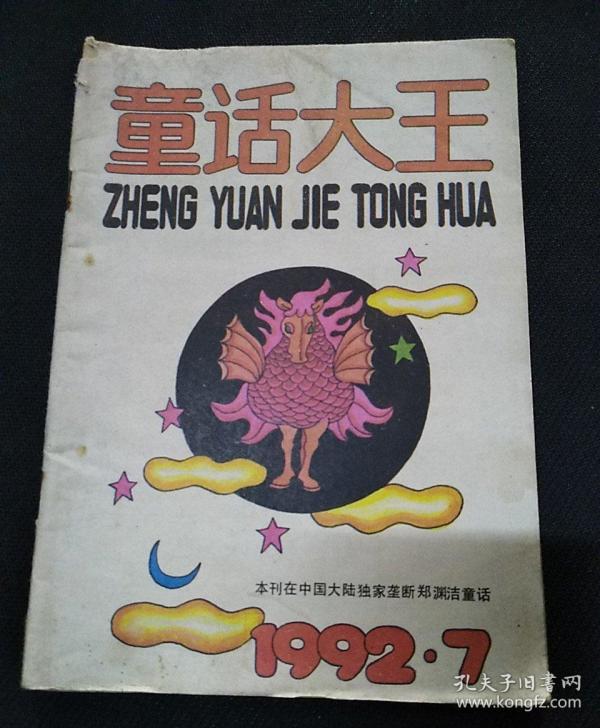 童话大王
ZHENG YUAN JIE TONG HUA
本刊在中国大陆独家垄断郑渊洁童话
1992·7
孔夫子旧书网
www.kongfz.com